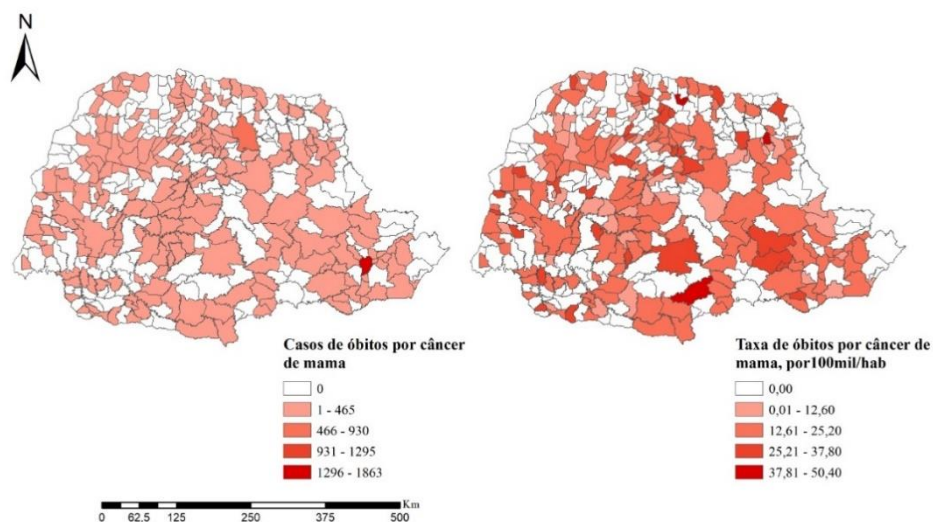 N
Casos de óbitos por câncer
de mama
0
1 - 465
466 - 930
931 - 1295
1296 - 1863
Taxa de óbitos por câncer de
mama, por100mil/hab
0,00
0,01 - 12,60
12,61 - 25,20
25,21 - 37,80
37,81 - 50,40
Km
0 62,5 125 250 375 500